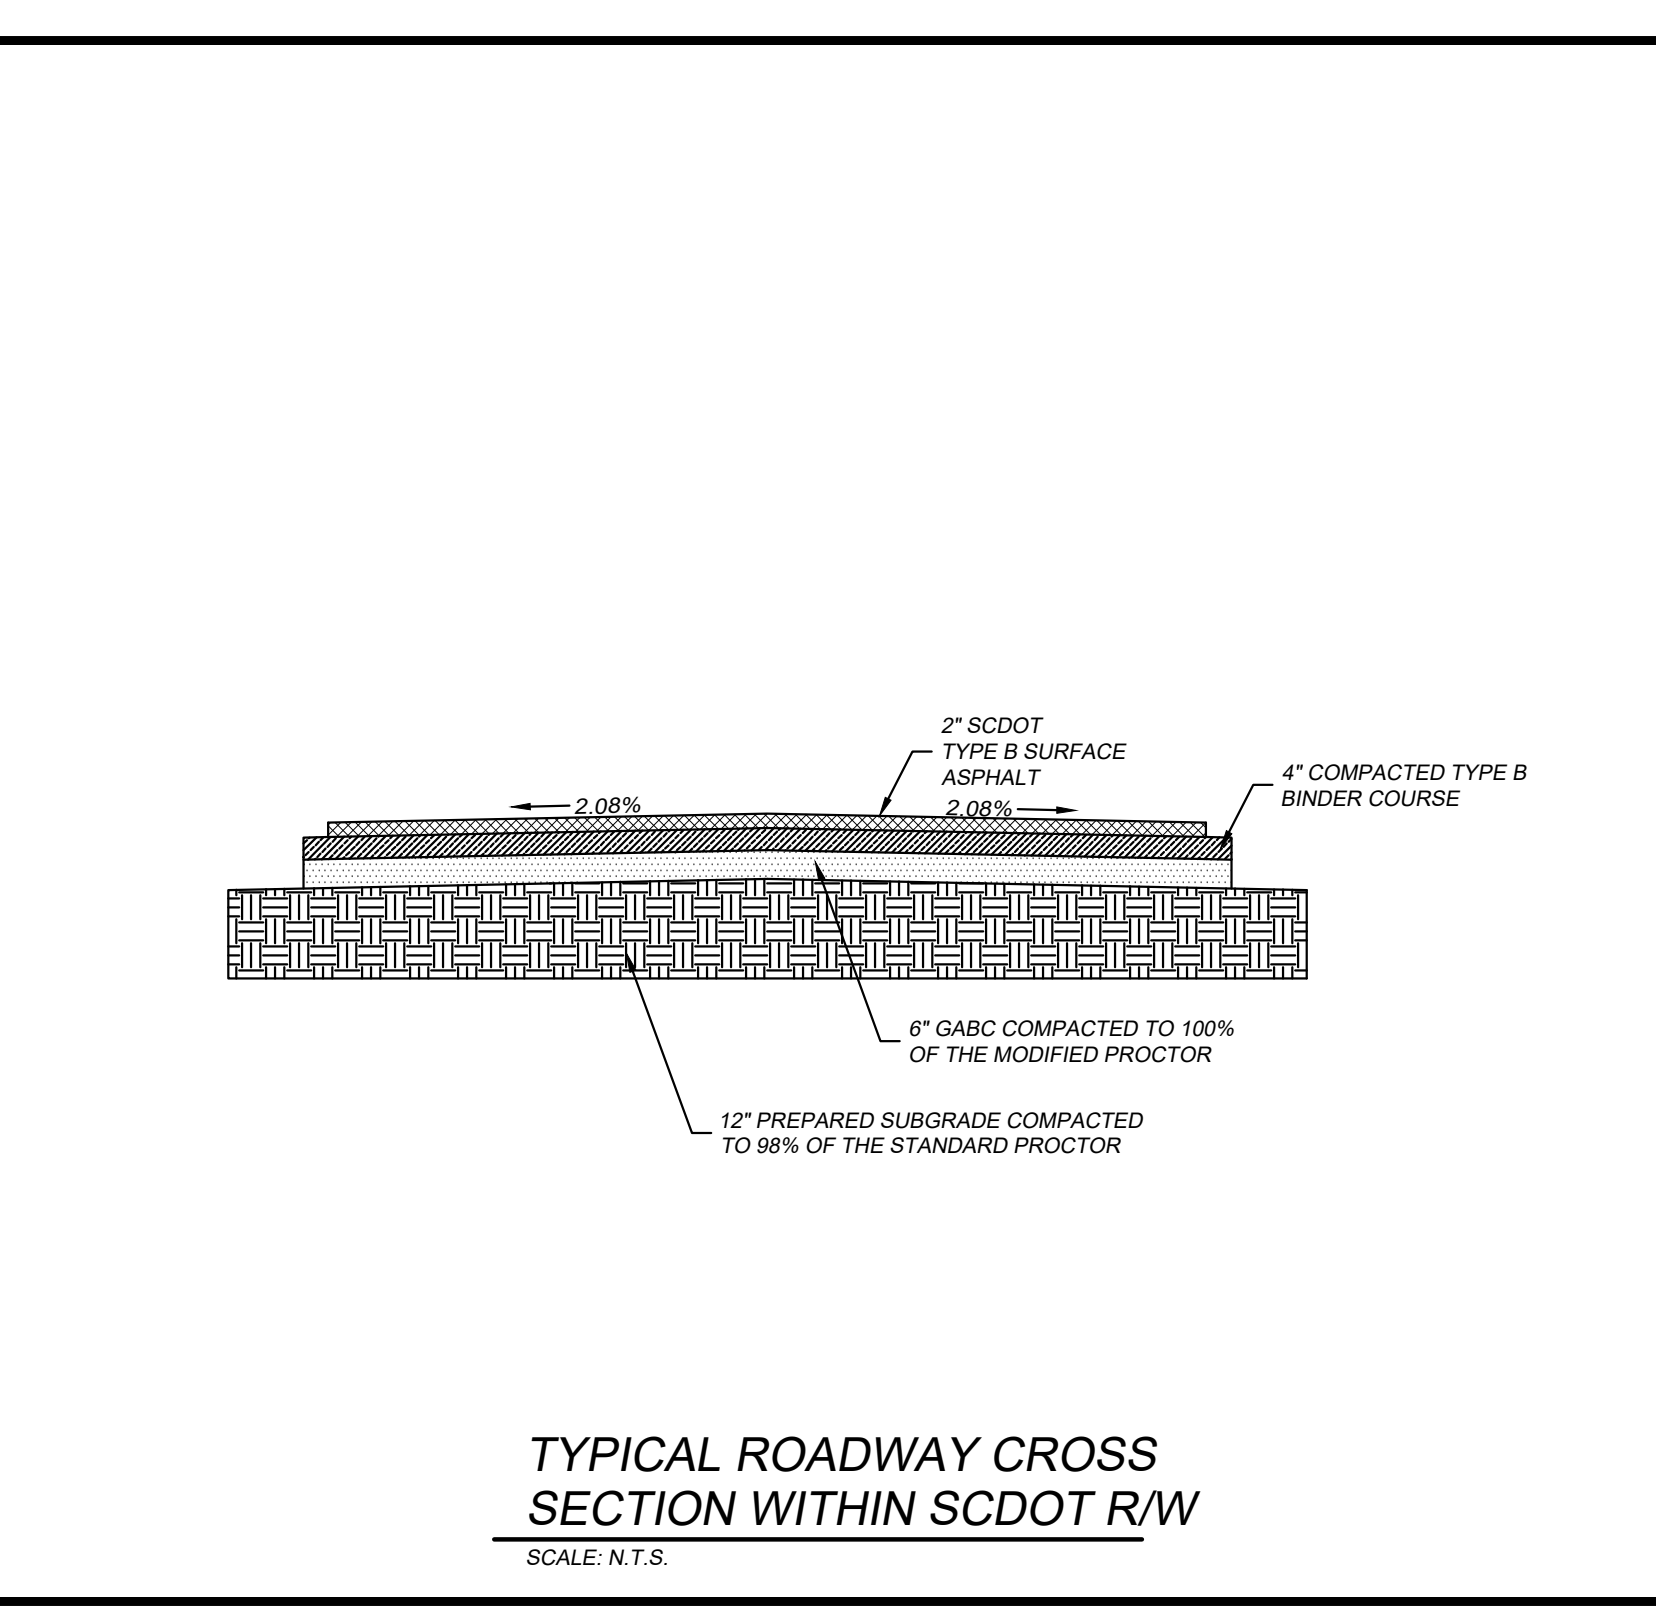 2" SCDOT
TYPE B SURFACE
ASPHALT
4" COMPACTED TYPE B
BINDER COURSE
2.08%
2.08%
6" GABC COMPACTED TO 100%
OF THE MODIFIED PROCTOR
12" PREPARED SUBGRADE COMPACTED
TO 98% OF THE STANDARD PROCTOR
TYPICAL ROADWAY CROSS
SECTION WITHIN SCDOT R/W
SCALE: N.T.S.